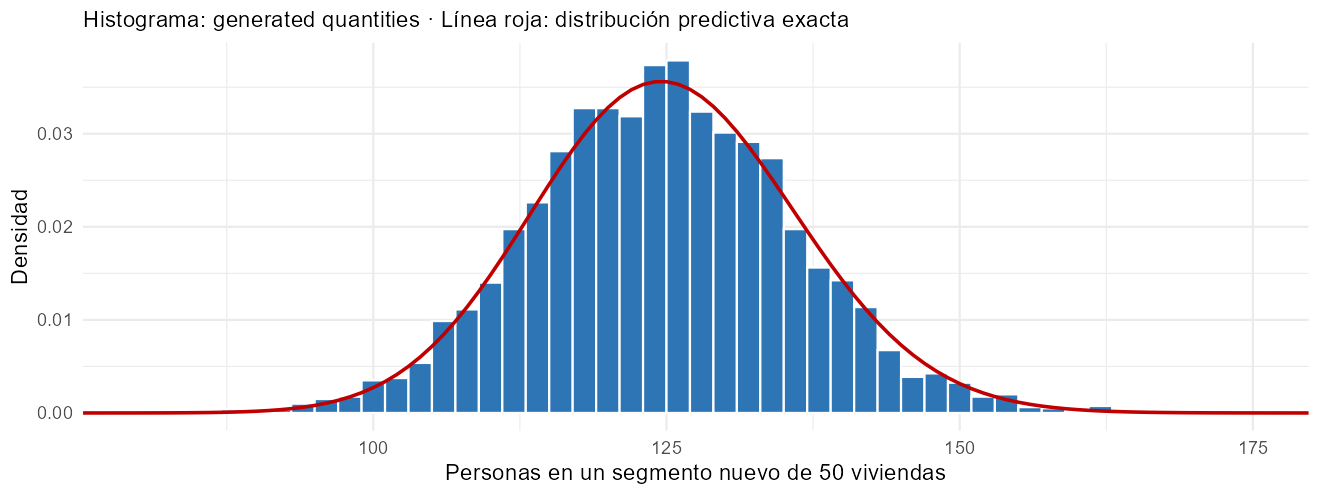 Histograma: generated quantities · Línea roja: distribución predictiva exacta
Densidad
0.03
0.02
0.01
0.00
100
125
150
175
Personas en un segmento nuevo de 50 viviendas